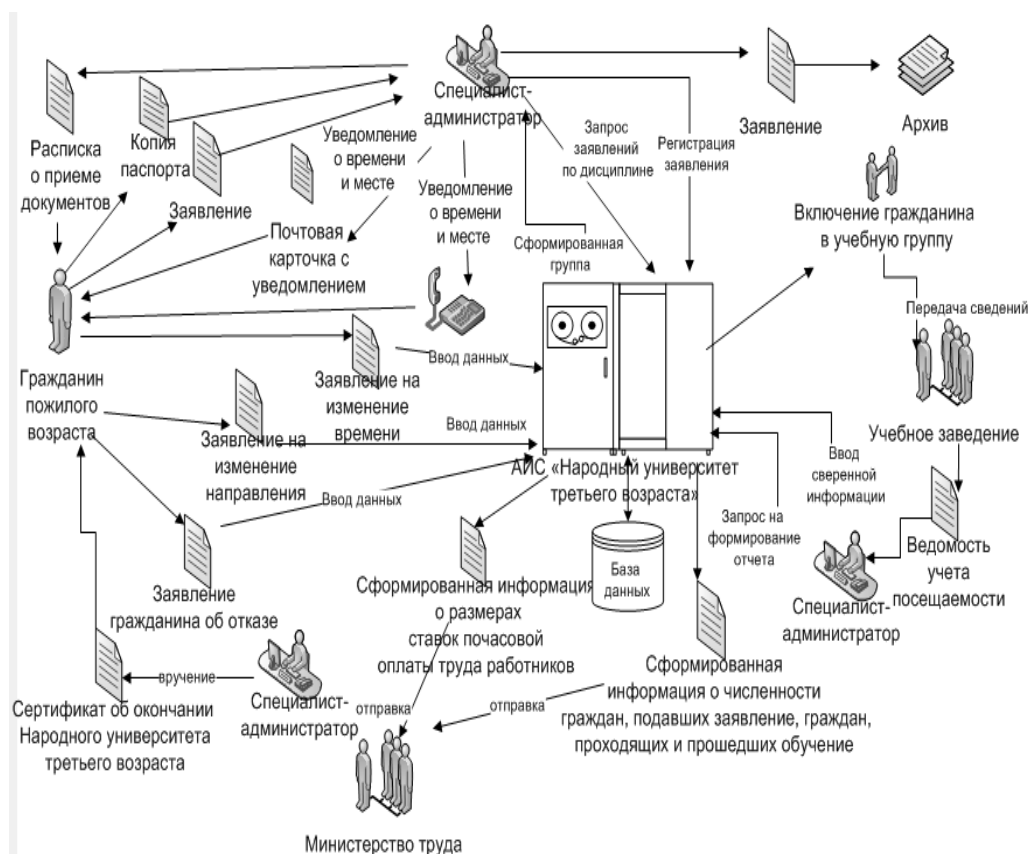 Специалист-
администратор
Заявление
Архив
Расписка
о приеме
документов
Копия
паспорта
Заявление
Уведомление
о времени
и месте
Уведомление
о времени
и месте
Запрос
заявлений
по дисциплине
Регистрация
заявления
Включение гражданина
в учебную группу
Почтовая
карточка с
уведомлением
Сформированная
группа
Передача сведений
Гражданин
пожилого
возраста
Заявление на
изменение
времени
Ввод данных
Заявление на
изменение
направления
Ввод данных
Учебное заведение
АИС «Народный университет
третьего возраста»
Ввод
сверенной
информации
Ввод данных
Запрос на
формирование
отчета
Ведомость
учета
посещаемости
База
данных
Специалист-
администратор
Заявление
гражданина об отказе
Сформированная информация
о размерах
ставок почасовой
оплаты труда работников
Сформированная
информация о численности
граждан, подавших заявление, граждан,
проходящих и прошедших обучение
вручение
Специалист-
администратор
отправка
отправка
Сертификат об окончании
Народного университета
третьего возраста
Министерство труда